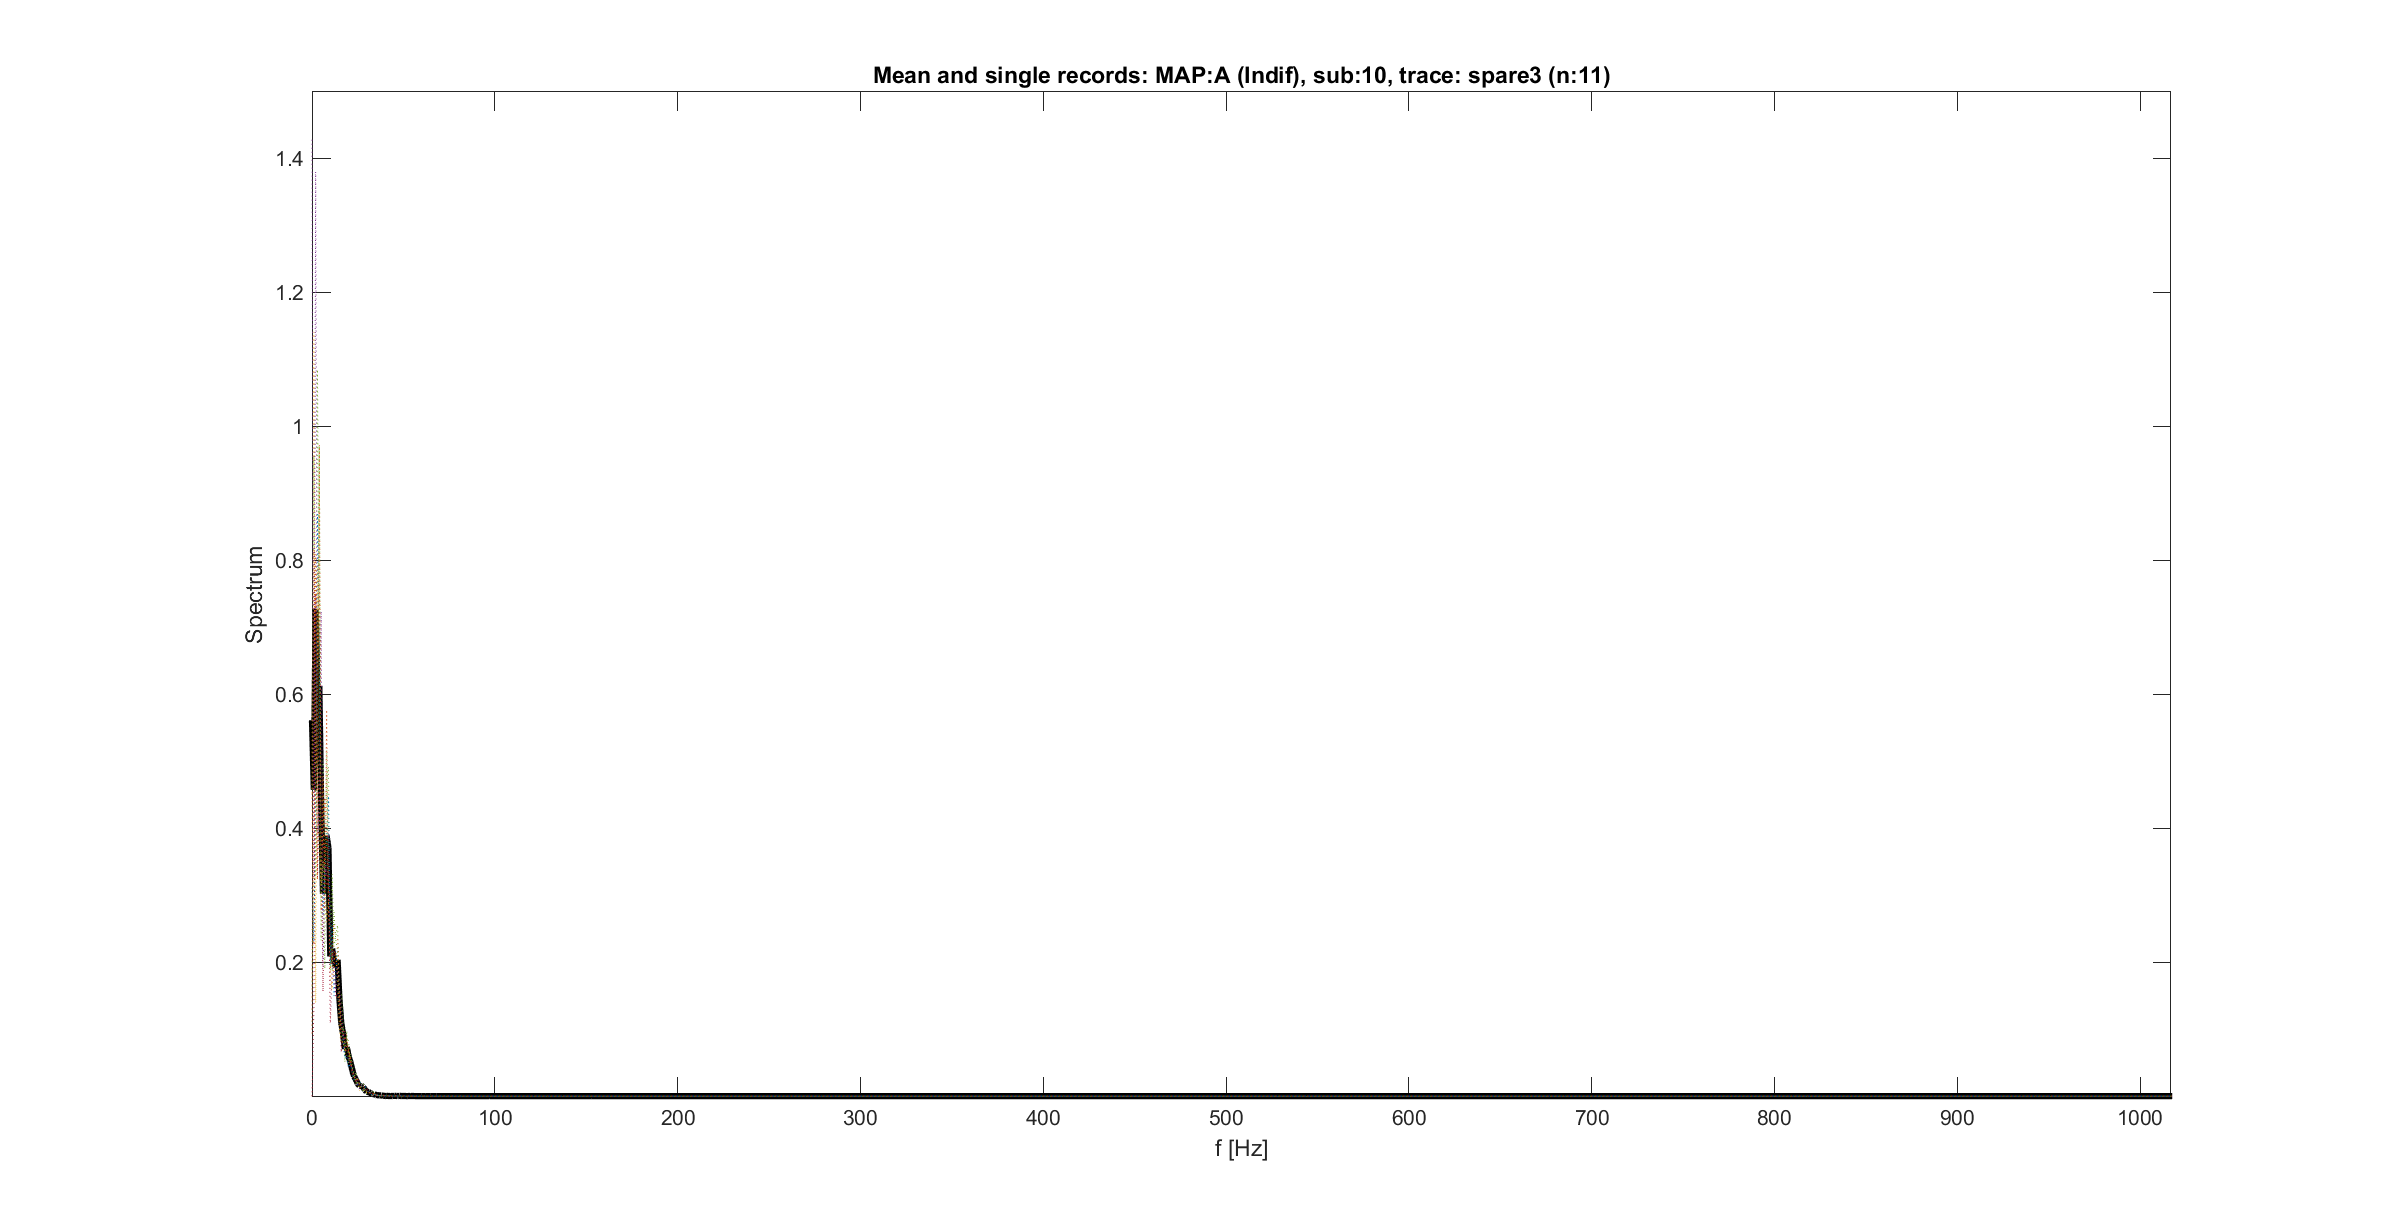 Mean and single records: MAP:A (Indif), sub:10, trace: spare3 (n:11)
1.4
1.2
1
0.8
0.6
0.4
0.2
Spectrum
0 100 200 300 400 500 600 700 800 900 1000
f [Hz]